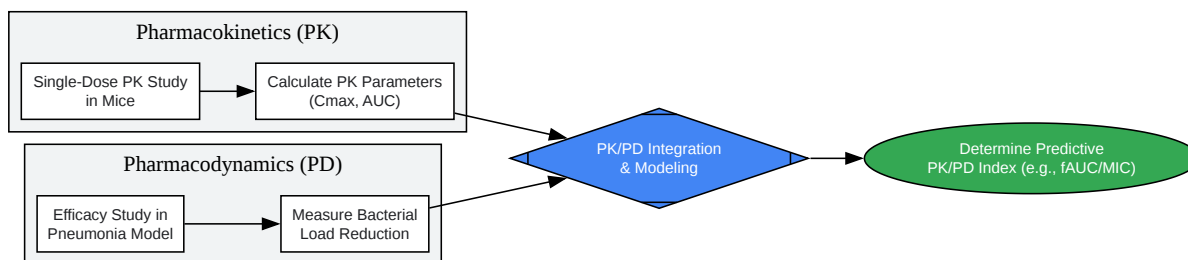 Pharmacokinetics (PK)
Single-Dose PK Study
in Mice
Calculate PK Parameters
(Cmax, AUC)
Pharmacodynamics (PD)
Efficacy Study in
Pneumonia Model
Measure Bacterial
Load Reduction
PK/PD Integration
& Modeling
Determine Predictive
PK/PD Index (e.g., fAUC/MIC)